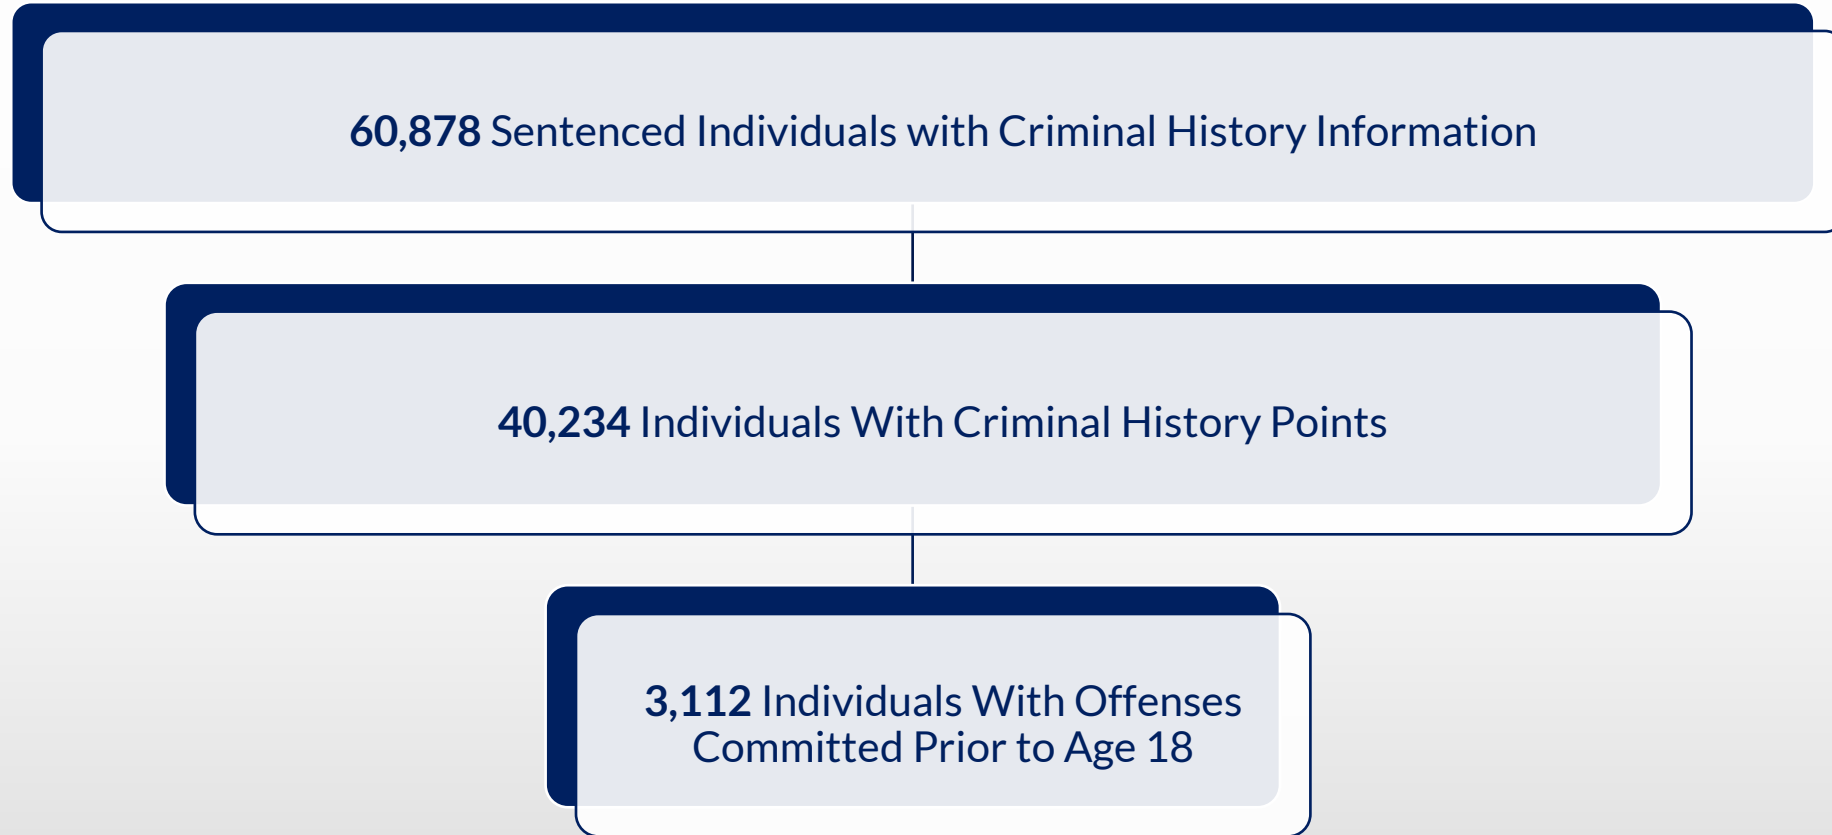 60,878 Sentenced Individuals with Criminal History Information
40,234 Individuals With Criminal History Points
3,112 Individuals With Offenses
Committed Prior to Age 18